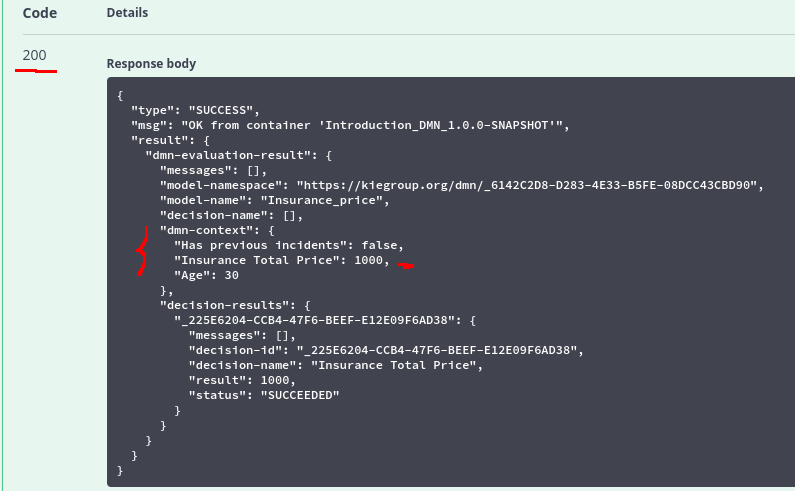 Code Details
200
Response body
{
"type": "SUCCESS",
"msg": "OK from container 'Introduction_DMN_1.0.0-SNAPSHOT'",
"result": {
"dmn-evaluation-result": {
"messages": [],
"model-namespace": "https://kiegroup.org/dmn/_6142C2D8-D283-4E33-B5FE-08DCC43CBD90",
"model-name": "Insurance_price",
"decision-name": [],
"dmn-context": {
"Has previous incidents": false,
"Insurance Total Price": 1000,
"Age": 30
},
"decision-results": {
"_225E6204-CCB4-47F6-BEEF-E12E09F6AD38": {
"messages": [],
"decision-id": "_225E6204-CCB4-47F6-BEEF-E12E09F6AD38",
"decision-name": "Insurance Total Price",
"result": 1000,
"status": "SUCCEEDED"
}
}
}
}
}